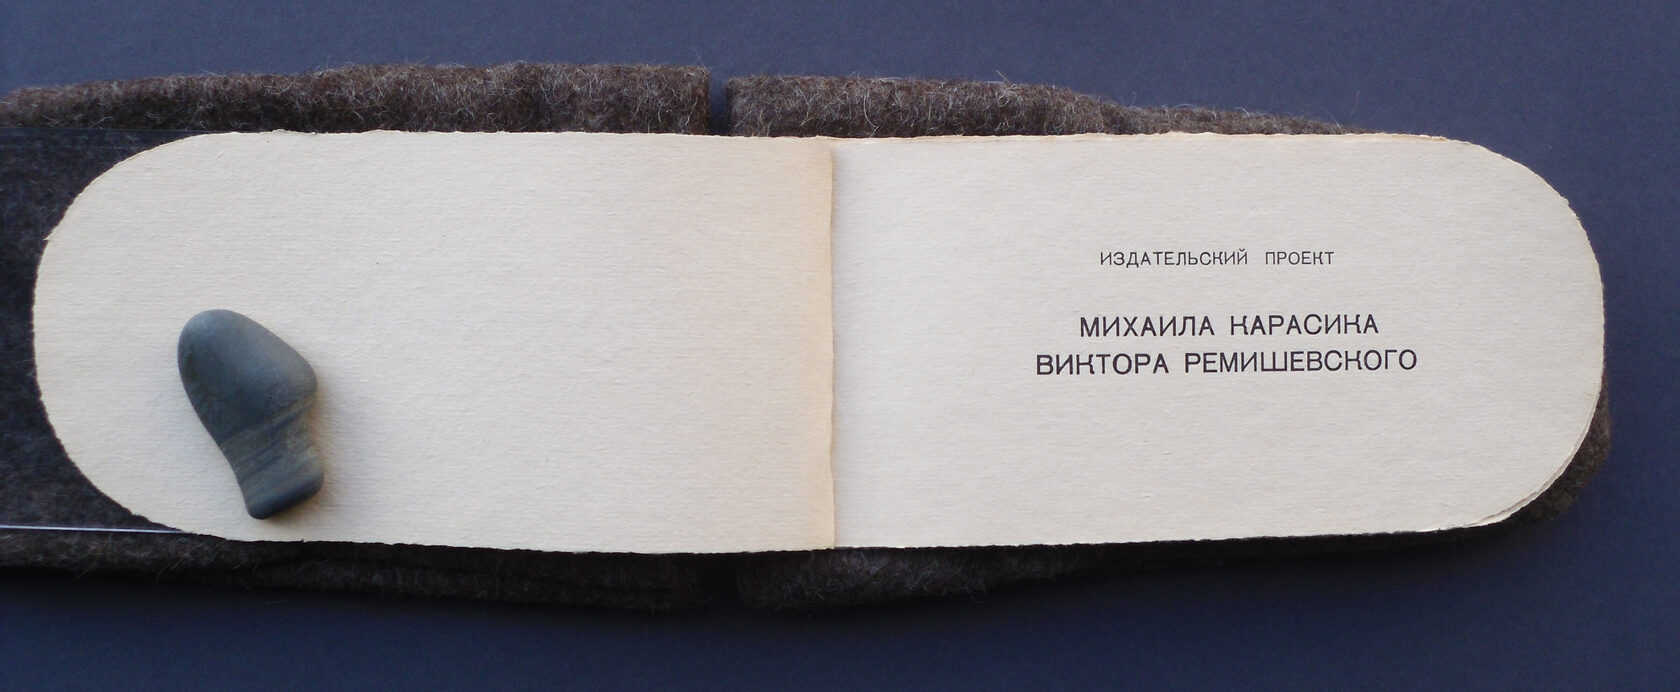 ИЗДАТЕЛЬСКИЙ ПРОЕКТ
МИХАИЛА КАРАСИКА
ВИКТОРА РЕМИШЕВСКОГО